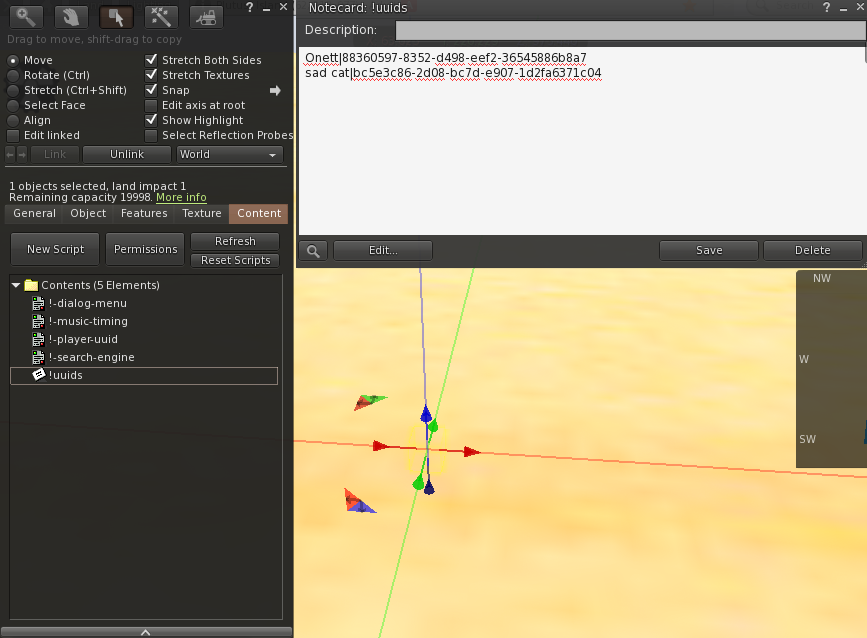 ? _ ×
Drag to move, shift-drag to copy
Move
Rotate (Ctrl)
Stretch (Ctrl+Shift)
Select Face
Align
Edit linked
Stretch Both Sides
Stretch Textures
Snap
Edit axis at root
Show Highlight
Select Reflection Probes
Link
Unlink
World
1 objects selected, land impact 1
Remaining capacity 19998. More info
General Object Features Texture Content
New Script
Permissions
Refresh
Reset Scripts
Contents (5 Elements)
!-dialog-menu
!-music-timing
!-player-uuid
!-search-engine
!uuids
Notecard: !uuids
? _ ×
Description:
Onett|88360597-8352-d498-eef2-36545886b8a7
sad cat|bc5e3c86-2d08-bc7d-e907-1d2fa6371c04
Edit...
Save
Delete
NW
W
SW